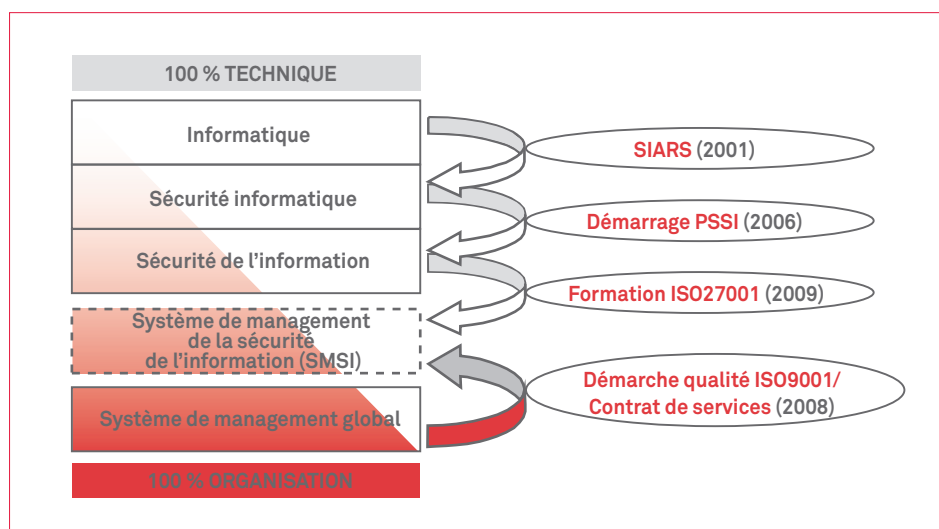 100 % TECHNIQUE
Informatique
SIARS (2001)
Sécurité informatique
Démarrage PSSI (2006)
Sécurité de l’information
Formation ISO27001 (2009)
Système de management
de la sécurité
de l’information (SMSI)
Démarche qualité ISO9001/
Contrat de services (2008)
Système de management global
100 % ORGANISATION